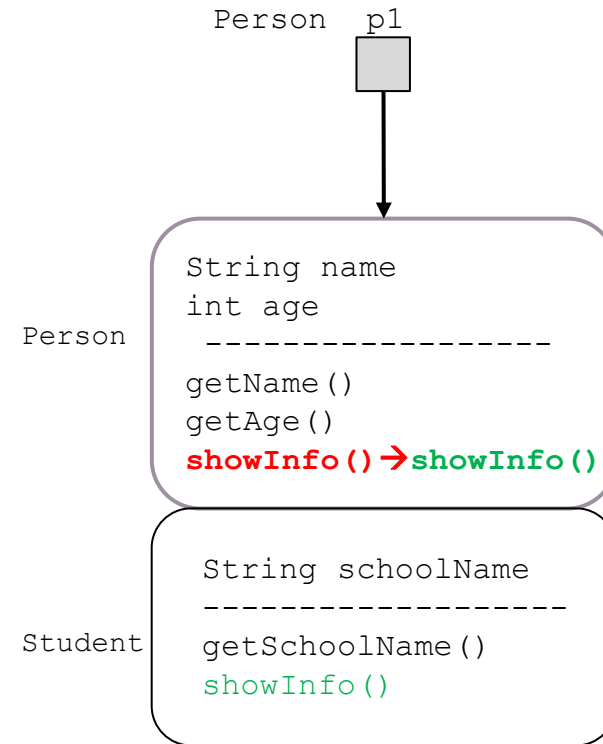 Person p1
String name
int age
Person
------------------
getName()
getAge()
showInfo()→showInfo()
String schoolName
-------------------
Student
getSchoolName()
showInfo()